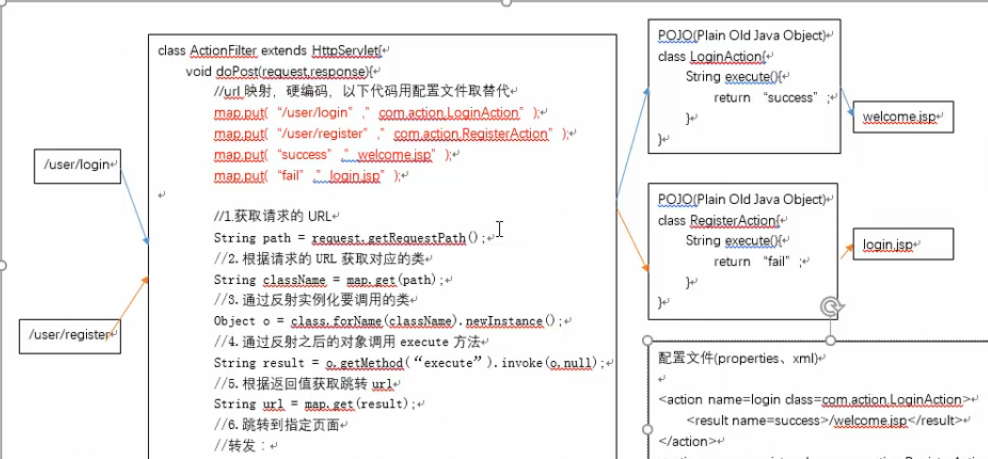 /user/login
/user/register
class ActionFilter extends HttpServlet{
void doPost(request,response){
//url 映射，硬编码，以下代码用配置文件取替代
map.put( “/user/login” ,” com.action.LoginAction” );
map.put( “/user/register” ,” com.action.RegisterAction” );
map.put( “success” ,” welcome.jsp” );
map.put( “fail” ,” login.jsp” );
//1.获取请求的 URL
String path = request.getRequestPath();
//2.根据请求的 URL 获取对应的类
String className = map.get(path);
//3.通过反射实例化要调用的类
Object o = class.forName(className).newInstance();
//4.通过反射之后的对象调用 execute 方法
String result = o.getMethod(“execute”).invoke(o,null);
//5.根据返回值获取跳转 url
String url = map.get(result);
//6.跳转到指定页面
//转发：
POJO(Plain Old Java Object)
class LoginAction{
String execute(){
return “success” ;
}
}
welcome.jsp
POJO(Plain Old Java Object)
class RegisterAction{
String execute(){
return “fail” ;
}
}
login.jsp
配置文件(properties、xml)
<action name=login class=com.action.LoginAction>
<result name=success>/welcome.jsp</result>
</action>